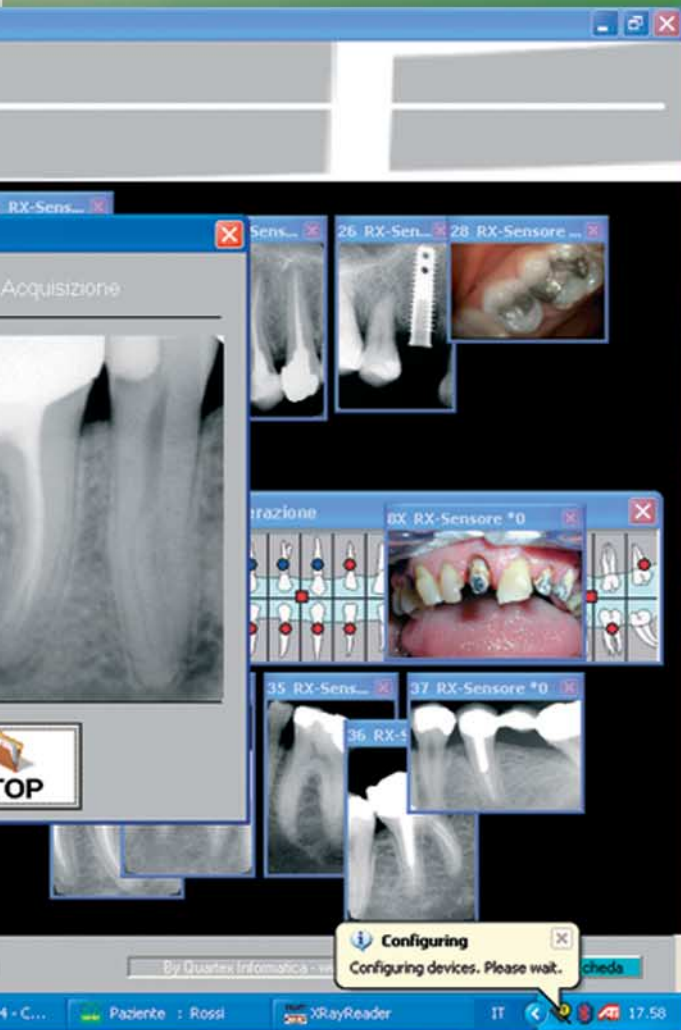 RX-Sens...
Sens...
26 RX-Sen...
28 RX-Sensore ...
Acquisizione
erazione
8X RX-Sensore *0
35 RX-Sens...
37 RX-Sensore *0
36 RX-S
TOP
Configuring
Configuring devices. Please wait.
By Quartex Informatica - w
cheda
4 - C...
Paziente : Rossi
XRayReader
IT
ATI
17.58